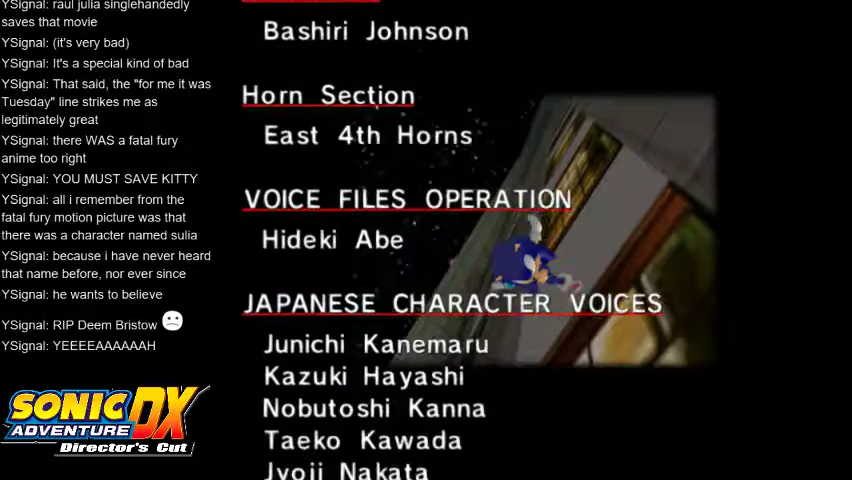 YSignal: raul julia singlehandedly
saves that movie
YSignal: (it's very bad)
YSignal: It's a special kind of bad
YSignal: That said, the "for me it was
Tuesday" line strikes me as
legitimately great
YSignal: there WAS a fatal fury
anime too right
YSignal: YOU MUST SAVE KITTY
YSignal: all i remember from the
fatal fury motion picture was that
there was a character named sulia
YSignal: because i have never heard
that name before, nor ever since
YSignal: he wants to believe
YSignal: RIP Deem Bristow
YSignal: YEEEEAAAAAAH
SONIC
ADVENTURE DX
Director's Cut
Bashiri Johnson
Horn Section
East 4th Horns
VOICE FILES OPERATION
Hideki Abe
JAPANESE CHARACTER VOICES
Junichi Kanemaru
Kazuki Hayashi
Nobutoshi Kanna
Taeko Kawada
Jyoji Nakata